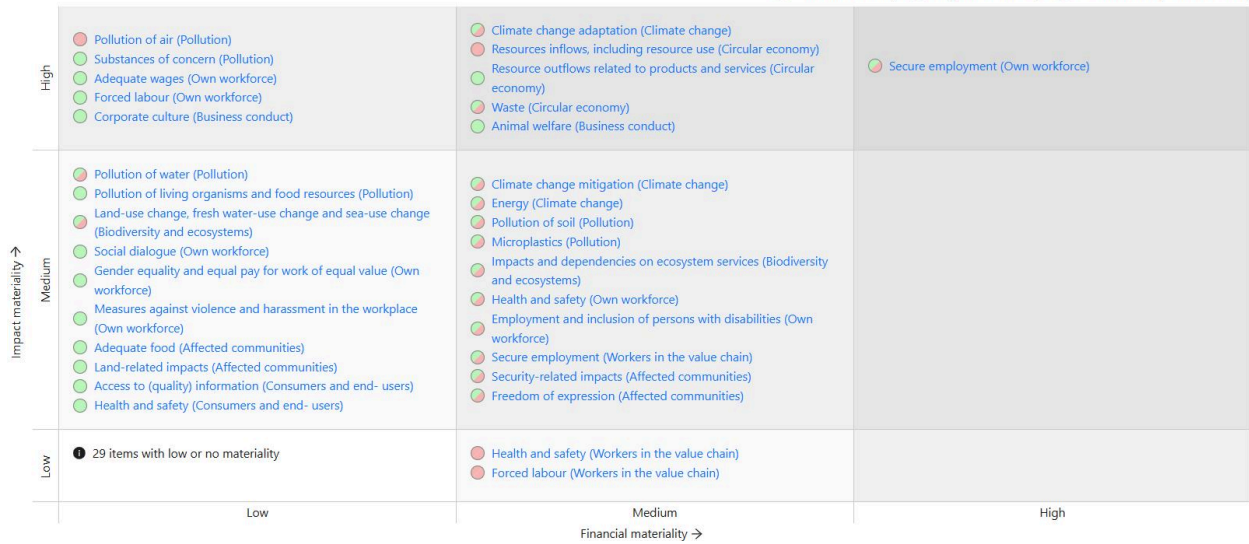 High
Pollution of air (Pollution)
Substances of concern (Pollution)
Adequate wages (Own workforce)
Forced labour (Own workforce)
Corporate culture (Business conduct)
Climate change adaptation (Climate change)
Resources inflows, including resource use (Circular economy)
Resource outflows related to products and services (Circular
economy)
Waste (Circular economy)
Animal welfare (Business conduct)
Secure employment (Own workforce)
Impact materiality →
Medium
Pollution of water (Pollution)
Pollution of living organisms and food resources (Pollution)
Land-use change, fresh water-use change and sea-use change
(Biodiversity and ecosystems)
Social dialogue (Own workforce)
Gender equality and equal pay for work of equal value (Own
workforce)
Measures against violence and harassment in the workplace
(Own workforce)
Adequate food (Affected communities)
Land-related impacts (Affected communities)
Access to (quality) information (Consumers and end- users)
Health and safety (Consumers and end- users)
Climate change mitigation (Climate change)
Energy (Climate change)
Pollution of soil (Pollution)
Microplastics (Pollution)
Impacts and dependencies on ecosystem services (Biodiversity
and ecosystems)
Health and safety (Own workforce)
Employment and inclusion of persons with disabilities (Own
workforce)
Secure employment (Workers in the value chain)
Security-related impacts (Affected communities)
Freedom of expression (Affected communities)
Low
29 items with low or no materiality
Health and safety (Workers in the value chain)
Forced labour (Workers in the value chain)
Low
Medium
High
Financial materiality →